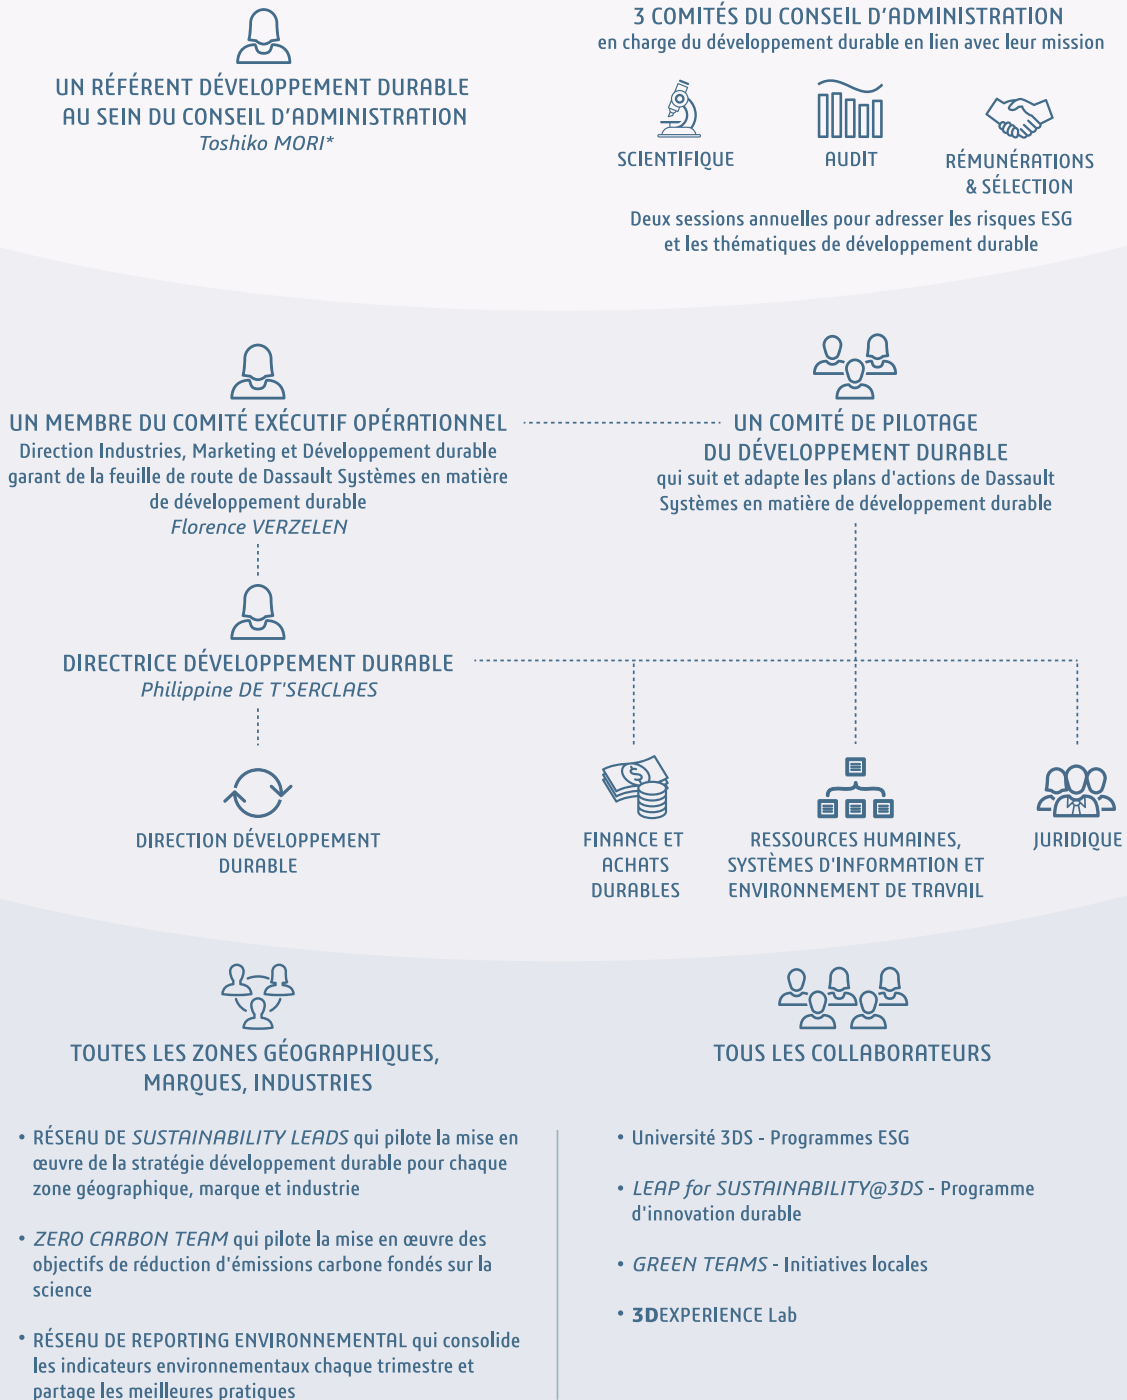 UN RÉFÉRENT DÉVELOPPEMENT DURABLE
AU SEIN DU CONSEIL D'ADMINISTRATION
Toshiko MORI*
3 COMITÉS DU CONSEIL D'ADMINISTRATION
en charge du développement durable en lien avec leur mission
SCIENTIFIQUE
AUDIT
RÉMUNÉRATIONS
& SÉLECTION
Deux sessions annuelles pour adresser les risques ESG
et les thématiques de développement durable
UN MEMBRE DU COMITÉ EXÉCUTIF OPÉRATIONNEL
Direction Industries, Marketing et Développement durable
garant de la feuille de route de Dassault Systèmes en matière
de développement durable
Florence VERZELEN
UN COMITÉ DE PILOTAGE
DU DÉVELOPPEMENT DURABLE
qui suit et adapte les plans d'actions de Dassault
Systèmes en matière de développement durable
DIRECTRICE DÉVELOPPEMENT DURABLE
Philippine DE T'SERCLAES
DIRECTION DÉVELOPPEMENT
DURABLE
FINANCE ET
ACHATS
DURABLES
RESSOURCES HUMAINES,
SYSTÈMES D'INFORMATION ET
ENVIRONNEMENT DE TRAVAIL
JURIDIQUE
TOUTES LES ZONES GÉOGRAPHIQUES,
MARQUES, INDUSTRIES
• RÉSEAU DE SUSTAINABILITY LEADS qui pilote la mise en
œuvre de la stratégie développement durable pour chaque
zone géographique, marque et industrie
• ZERO CARBON TEAM qui pilote la mise en œuvre des
objectifs de réduction d'émissions carbone fondés sur la
science
• RÉSEAU DE REPORTING ENVIRONNEMENTAL qui consolide
les indicateurs environnementaux chaque trimestre et
partage les meilleures pratiques
TOUS LES COLLABORATEURS
• Université 3DS - Programmes ESG
• LEAP for SUSTAINABILITY@3DS - Programme
d'innovation durable
• GREEN TEAMS - Initiatives locales
• 3DEXPERIENCE Lab